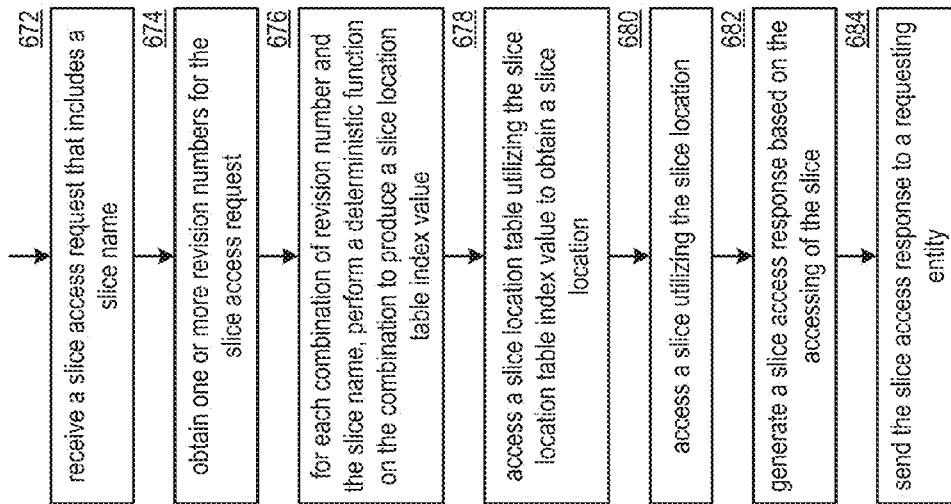 672
receive a slice access request that includes a
slice name
674
obtain one or more revision numbers for the
slice access request
676
for each combination of revision number and
the slice name, perform a deterministic function
on the combination to produce a slice location
table index value
678
access a slice location table utilizing the slice
location table index value to obtain a slice
location
680
access a slice utilizing the slice location
682
generate a slice access response based on the
accessing of the slice
684
send the slice access response to a requesting
entity